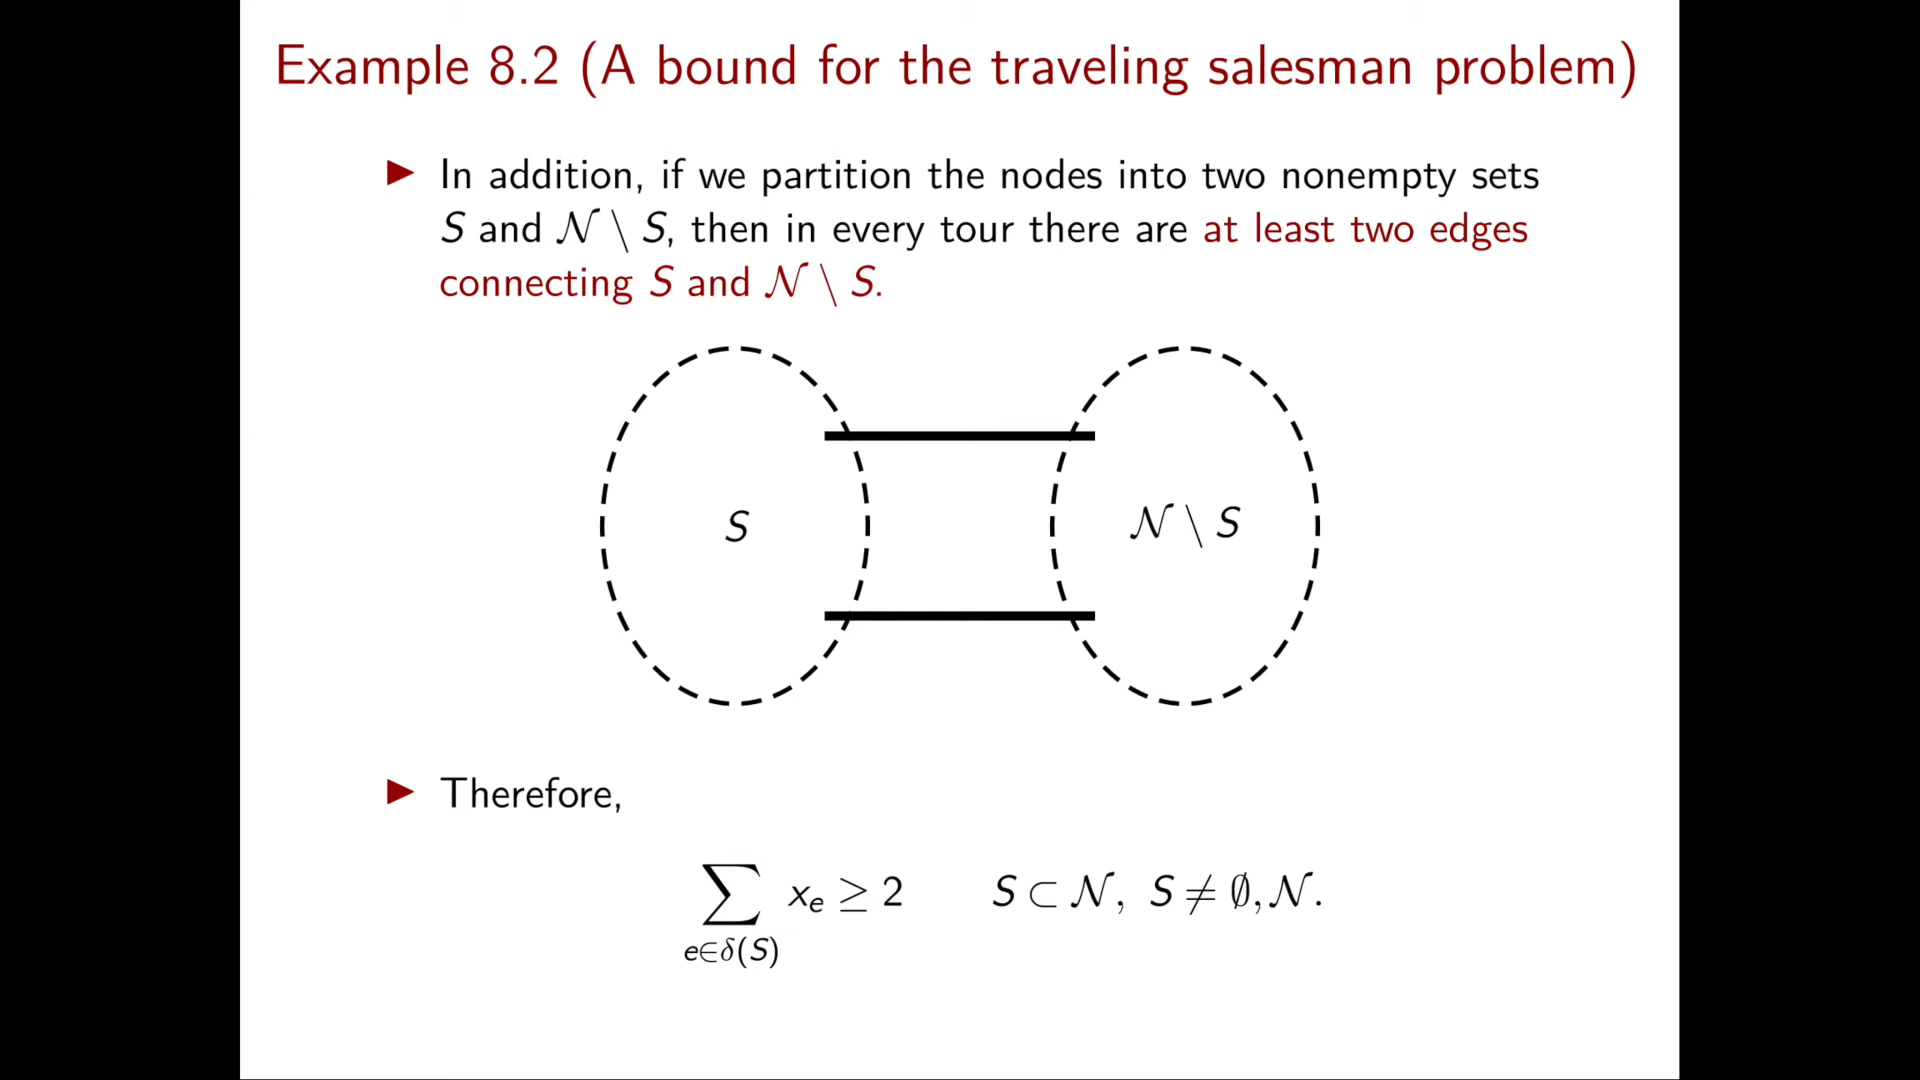 Example 8.2 (A bound for the traveling salesman problem)
▶ In addition, if we partition the nodes into two nonempty sets
S and 𝒩 \ S, then in every tour there are at least two edges
connecting S and 𝒩 \ S.
S
𝒩 \ S
▶ Therefore,
∑ xₑ ≥ 2 S ⊂ 𝒩, S ≠ ∅, 𝒩.
e∈δ(S)